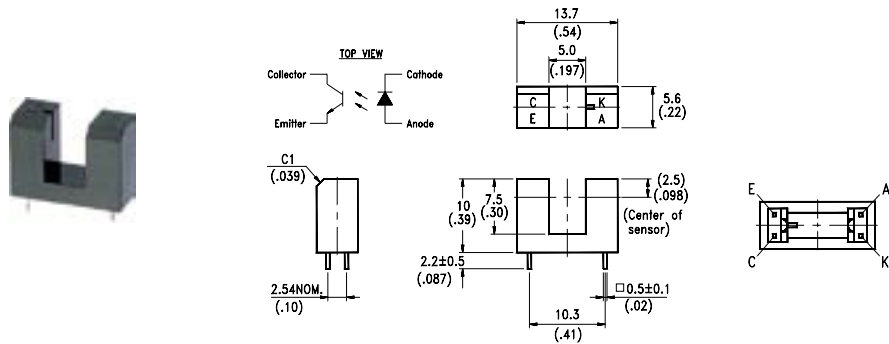 TOP VIEW
Collector
Cathode
Emitter
Anode
13.7
(.54)
5.0
(.197)
C
K
E
A
5.6
(.22)
C1
(.039)
2.54NOM.
(.10)
10
(.39)
7.5
(.30)
(2.5)
(.098)
(Center of
sensor)
2.2±0.5
(.087)
□0.5±0.1
(.02)
10.3
(.41)
E
A
C
K